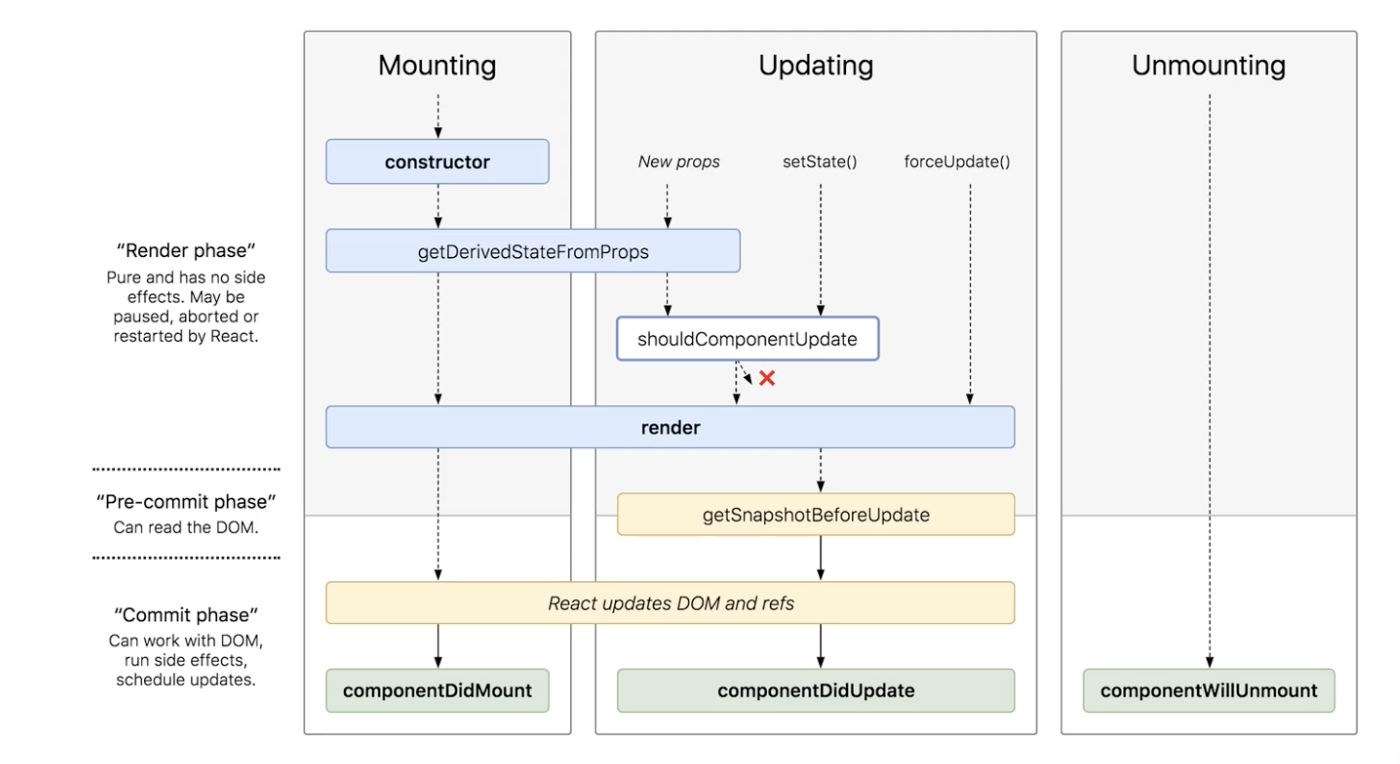 Mounting
Updating
Unmounting
constructor
New props
setState()
forceUpdate()
“Render phase”
Pure and has no side
effects. May be
paused, aborted or
restarted by React.
getDerivedStateFromProps
shouldComponentUpdate
render
“Pre-commit phase”
Can read the DOM.
getSnapshotBeforeUpdate
“Commit phase”
Can work with DOM,
run side effects,
schedule updates.
React updates DOM and refs
componentDidMount
componentDidUpdate
componentWillUnmount